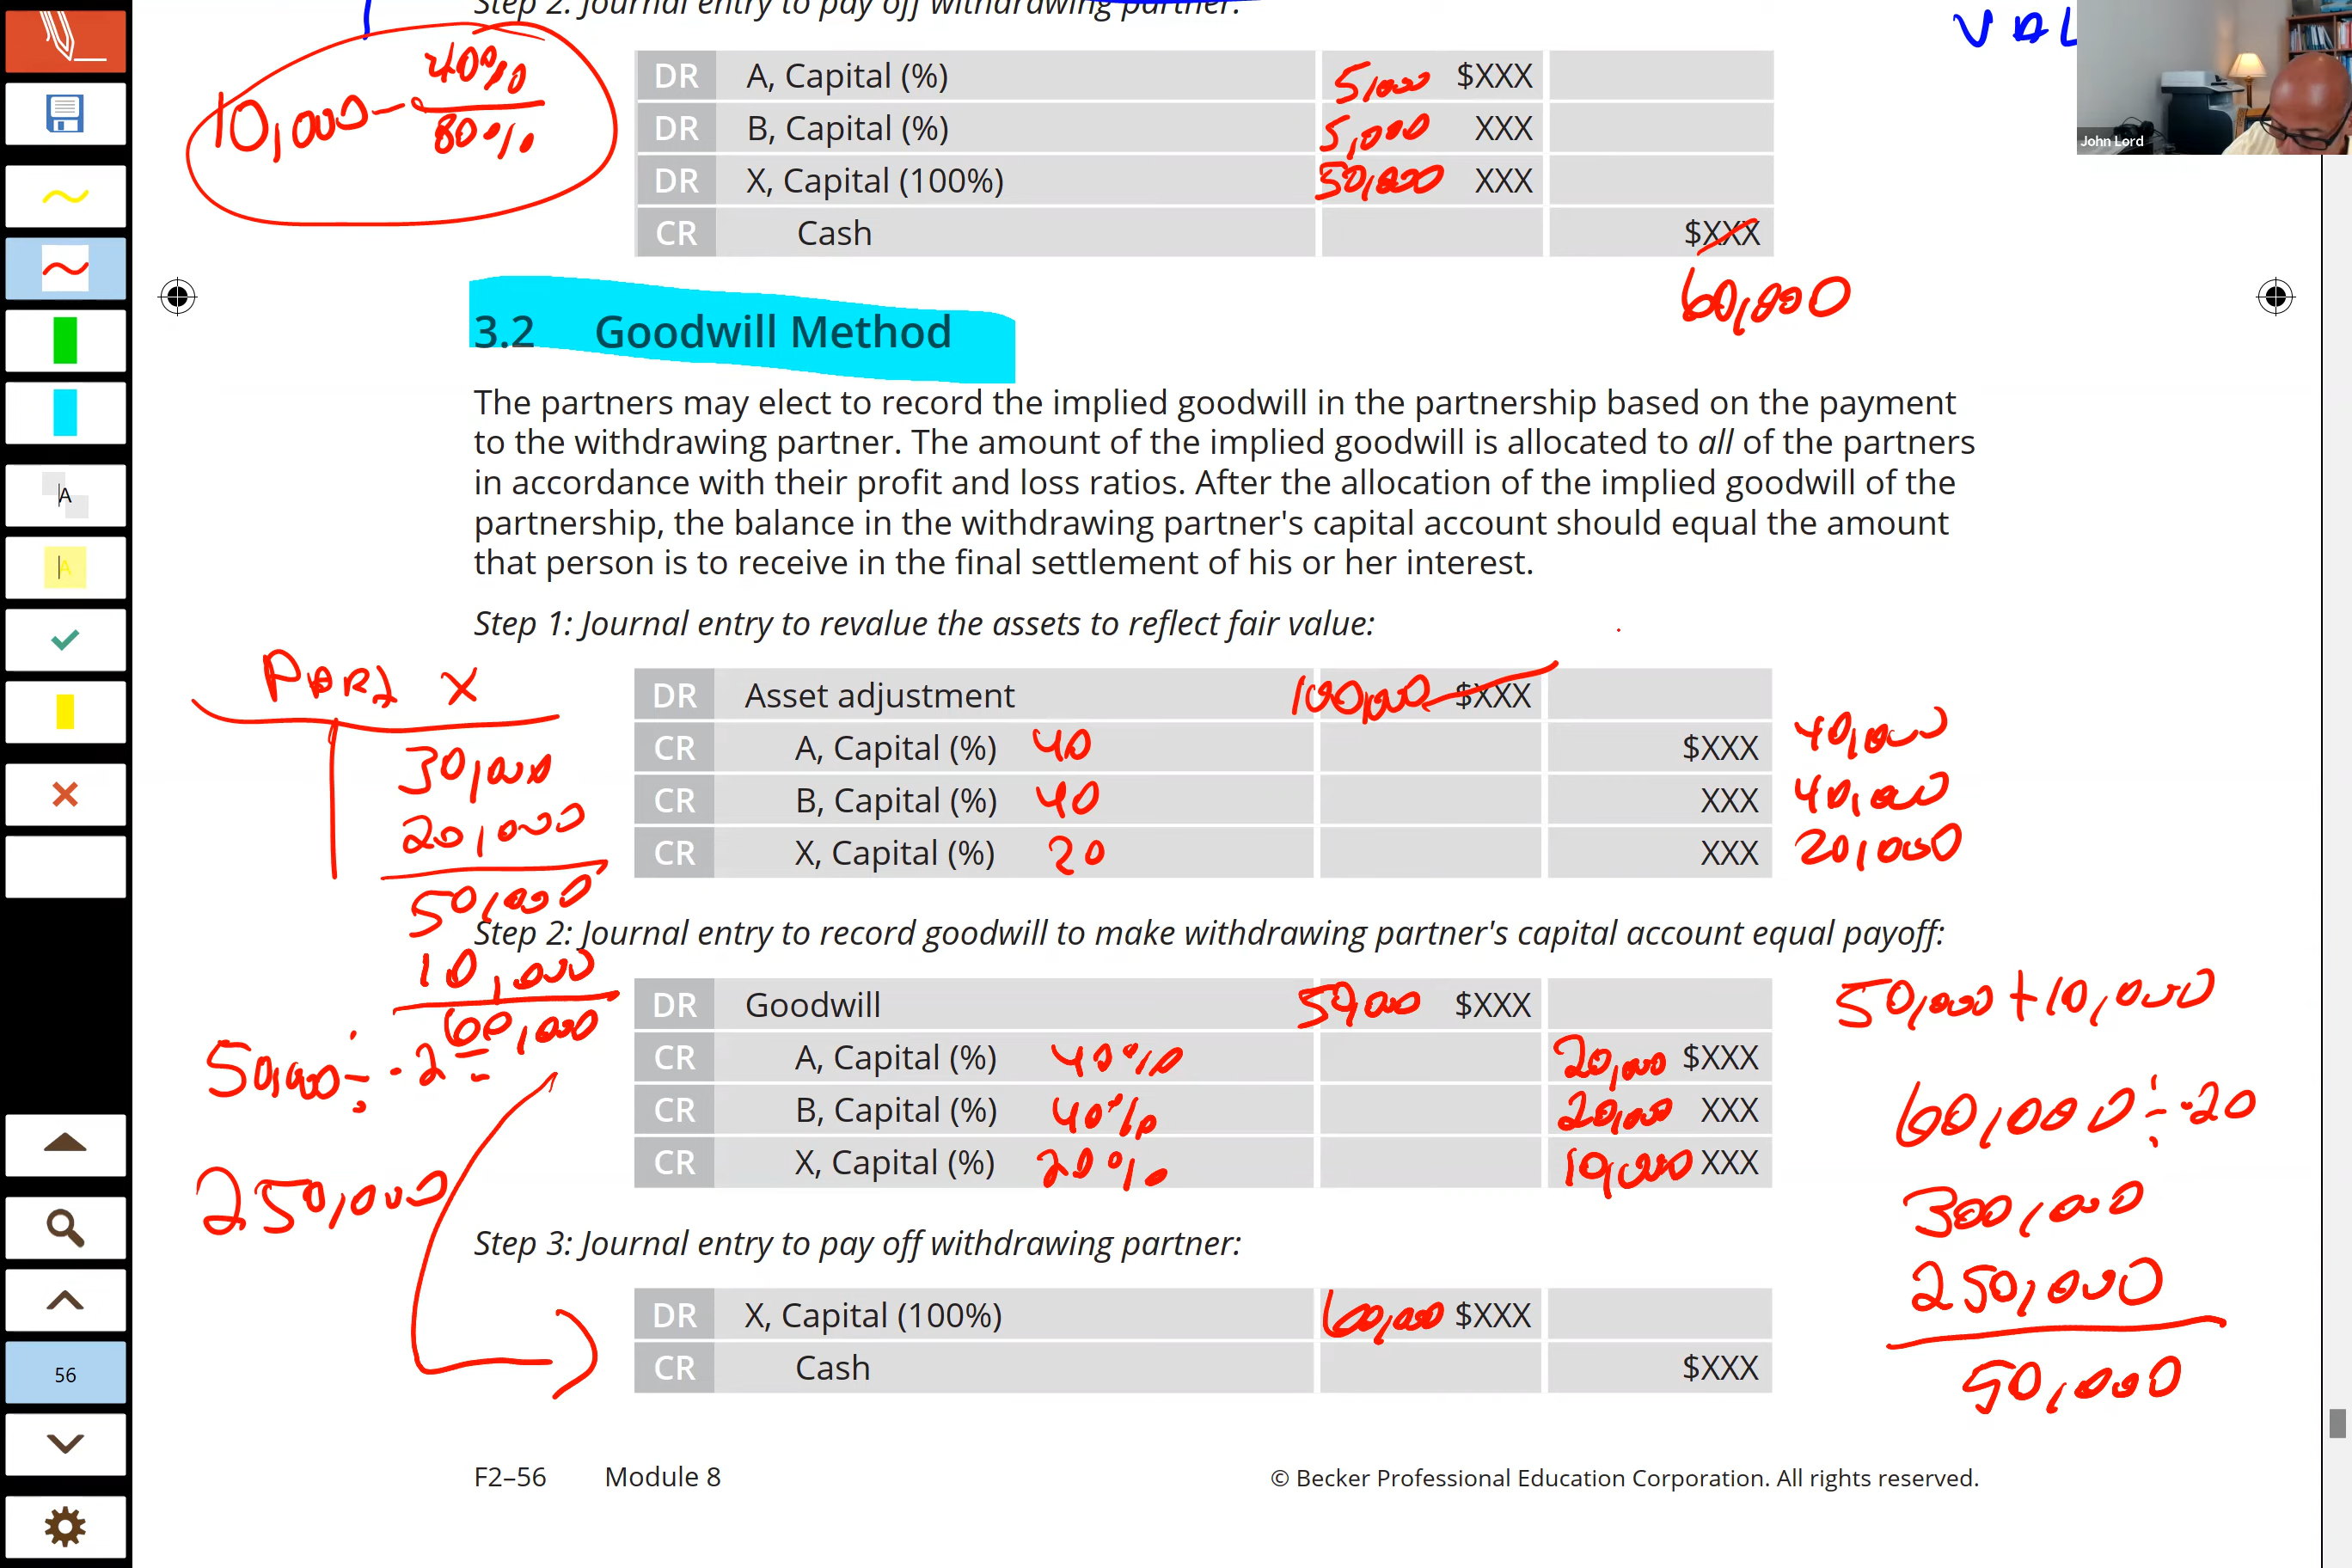 Step 2: Journal entry to pay off withdrawing partner:
VAL
John Lord
10,000 - 40%
80%
DR A, Capital (%) 5,000 $XXX
DR B, Capital (%) 5,000 XXX
DR X, Capital (100%) 50,000 XXX
CR Cash $XXX
60,000
3.2 Goodwill Method
The partners may elect to record the implied goodwill in the partnership based on the payment
to the withdrawing partner. The amount of the implied goodwill is allocated to all of the partners
in accordance with their profit and loss ratios. After the allocation of the implied goodwill of the
partnership, the balance in the withdrawing partner's capital account should equal the amount
that person is to receive in the final settlement of his or her interest.
Step 1: Journal entry to revalue the assets to reflect fair value:
DR Asset adjustment 100,000 $XXX
CR A, Capital (%) 40 $XXX 40,000
CR B, Capital (%) 40 XXX 40,000
CR X, Capital (%) 20 XXX 20,000
X
30,000
20,000
50,000
10,000
60,000
50,000 ÷ .2 =
250,000
Step 2: Journal entry to record goodwill to make withdrawing partner's capital account equal payoff:
DR Goodwill 50,000 $XXX
CR A, Capital (%) 40% 20,000 $XXX
CR B, Capital (%) 40% 20,000 XXX
CR X, Capital (%) 20% 10,000 XXX
50,000 + 10,000
60,000 ÷ .20
300,000
250,000
50,000
Step 3: Journal entry to pay off withdrawing partner:
DR X, Capital (100%) 60,000 $XXX
CR Cash $XXX
F2–56 Module 8 © Becker Professional Education Corporation. All rights reserved.
A
A
56